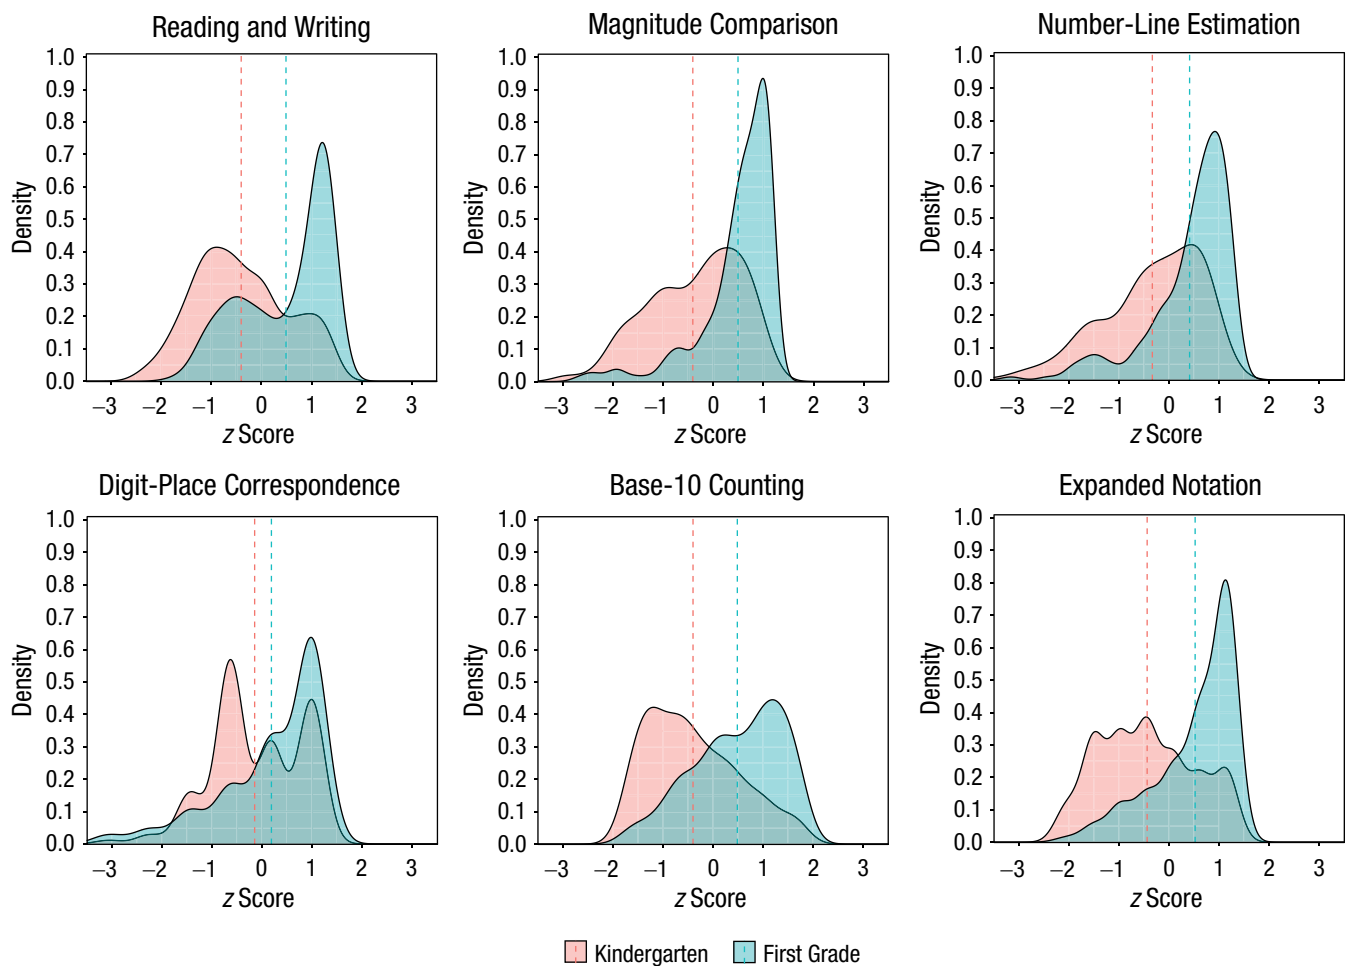 Reading and Writing
1.0
0.9
0.8
0.7
0.6
0.5
0.4
0.3
0.2
0.1
0.0
Density
−3 −2 −1 0 1 2 3
z Score
Magnitude Comparison
1.0
0.9
0.8
0.7
0.6
0.5
0.4
0.3
0.2
0.1
0.0
Density
−3 −2 −1 0 1 2 3
z Score
Number-Line Estimation
1.0
0.9
0.8
0.7
0.6
0.5
0.4
0.3
0.2
0.1
0.0
Density
−3 −2 −1 0 1 2 3
z Score
Digit-Place Correspondence
1.0
0.9
0.8
0.7
0.6
0.5
0.4
0.3
0.2
0.1
0.0
Density
−3 −2 −1 0 1 2 3
z Score
Base-10 Counting
1.0
0.9
0.8
0.7
0.6
0.5
0.4
0.3
0.2
0.1
0.0
Density
−3 −2 −1 0 1 2 3
z Score
Expanded Notation
1.0
0.9
0.8
0.7
0.6
0.5
0.4
0.3
0.2
0.1
0.0
Density
−3 −2 −1 0 1 2 3
z Score
Kindergarten First Grade